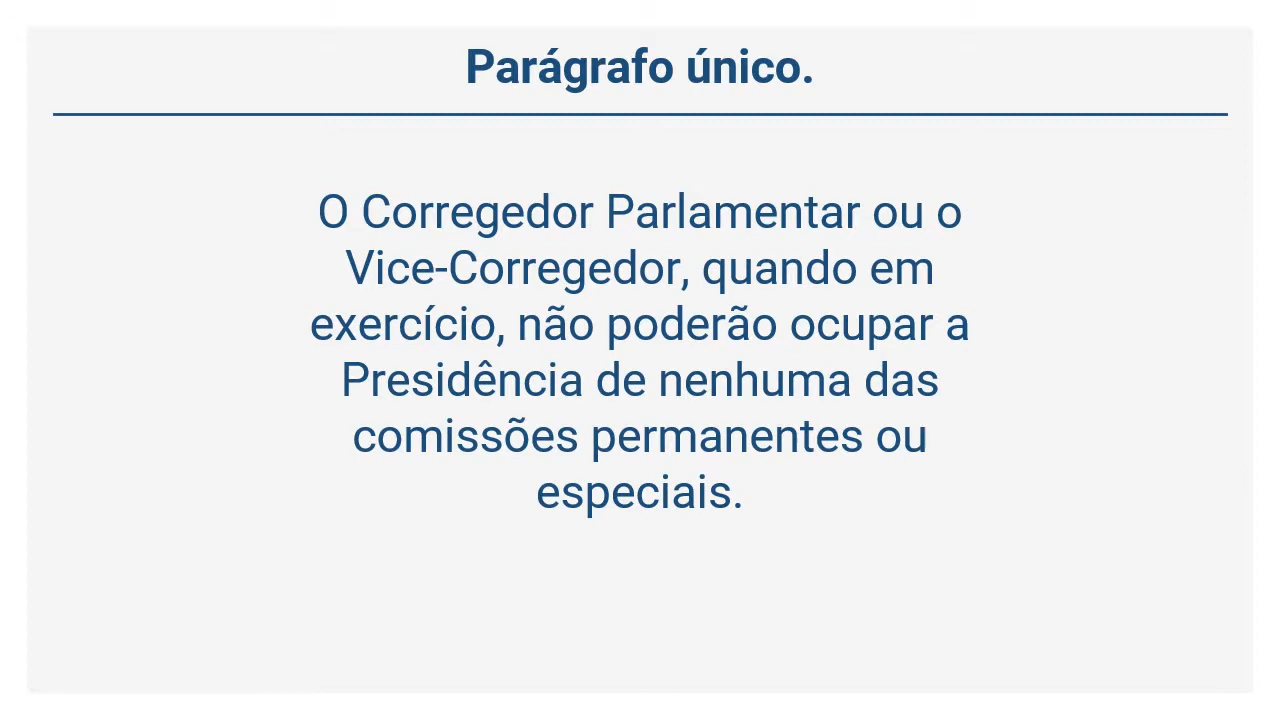 Parágrafo único.
O Corregedor Parlamentar ou o
Vice-Corregedor, quando em
exercício, não poderão ocupar a
Presidência de nenhuma das
comissões permanentes ou
especiais.